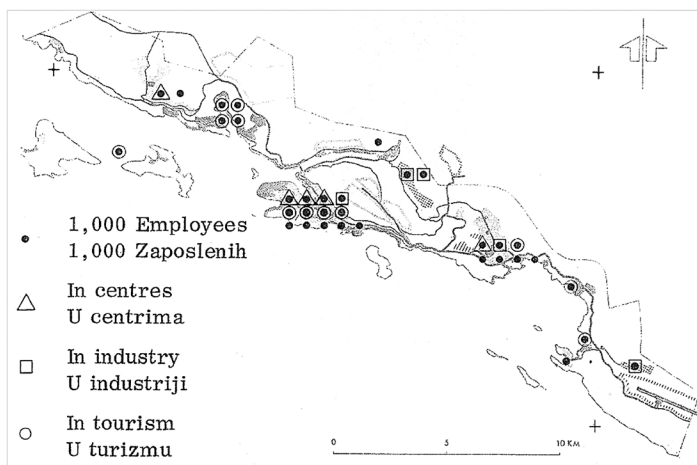 1,000 Employees
1,000 Zaposlenih
In centres
U centrima
In industry
U industriji
In tourism
U turizmu
0 5 10 KM